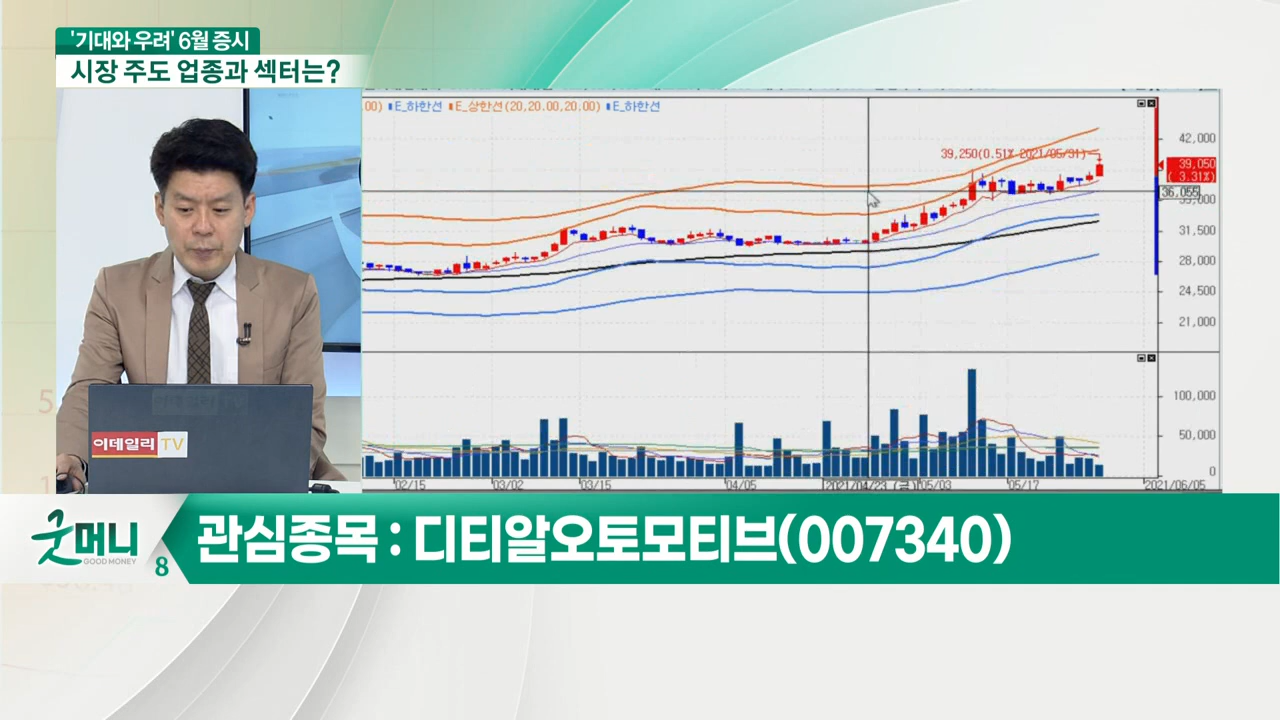 '기대와 우려' 6월 증시
시장 주도 업종과 섹터는?
00) E_하한선 E_상한선(20,20.00,20.00) E_하한선
39,250(0.51% 2021/05/31)
42,000
39,050
( 3.31%)
36,055
35,000
31,500
28,000
24,500
21,000
100,000
50,000
0
02/15 03/02 03/15 04/05 2021/04/23 (금) 05/03 05/17 2021/06/05
이데일리 TV
굿머니
GOOD MONEY
8
관심종목 : 디티알오토모티브(007340)